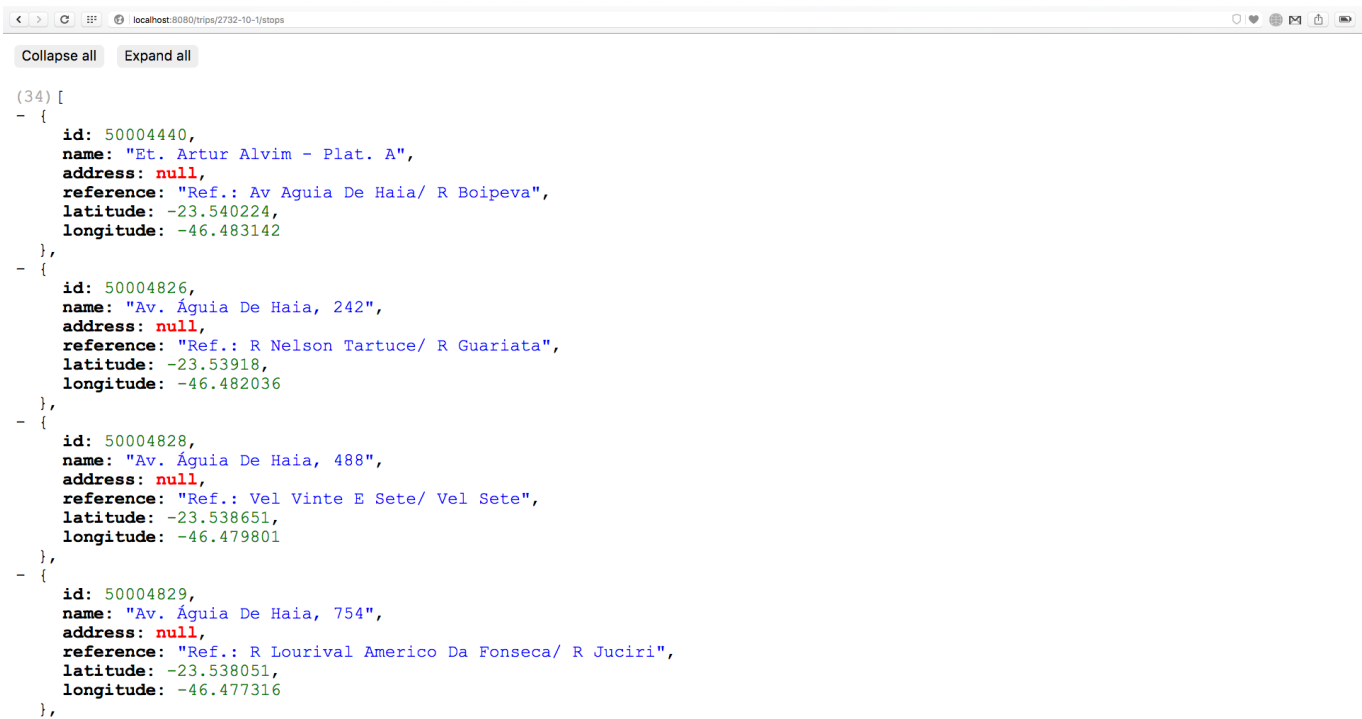 localhost:8080/trips/2732-10-1/stops
Collapse all Expand all
(34)[
- {
id: 50004440,
name: "Et. Artur Alvim - Plat. A",
address: null,
reference: "Ref.: Av Aguia De Haia/ R Boipeva",
latitude: -23.540224,
longitude: -46.483142
},
- {
id: 50004826,
name: "Av. Águia De Haia, 242",
address: null,
reference: "Ref.: R Nelson Tartuce/ R Guariata",
latitude: -23.53918,
longitude: -46.482036
},
- {
id: 50004828,
name: "Av. Águia De Haia, 488",
address: null,
reference: "Ref.: Vel Vinte E Sete/ Vel Sete",
latitude: -23.538651,
longitude: -46.479801
},
- {
id: 50004829,
name: "Av. Águia De Haia, 754",
address: null,
reference: "Ref.: R Lourival Americo Da Fonseca/ R Juciri",
latitude: -23.538051,
longitude: -46.477316
},